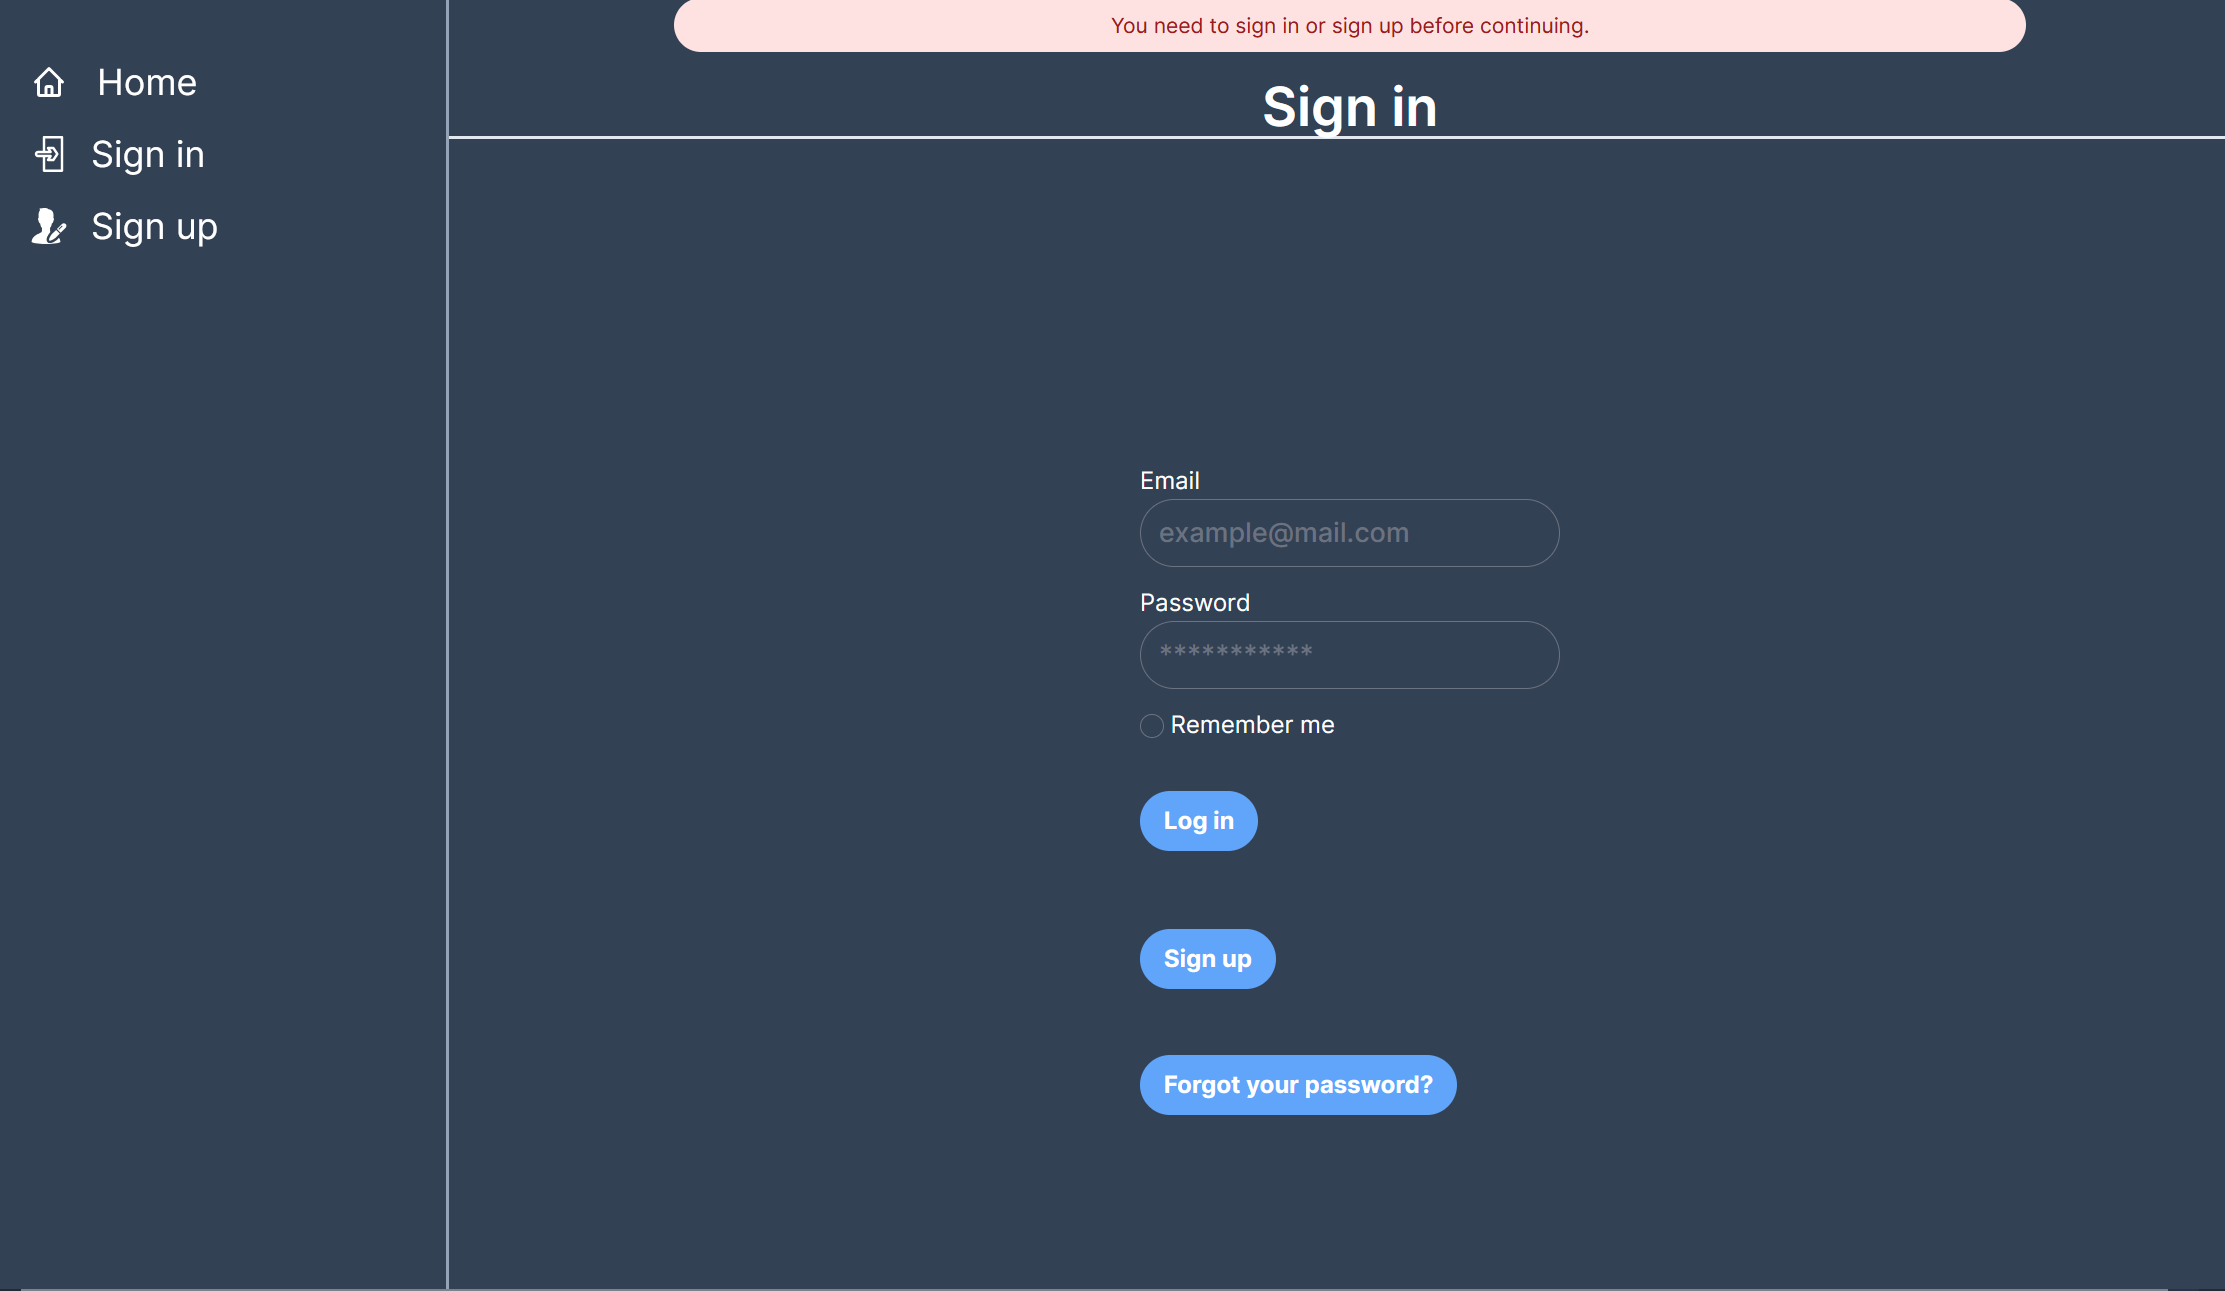 You need to sign in or sign up before continuing.
Home
Sign in
Sign up
Sign in
Email
example@mail.com
Password
***********
Remember me
Log in
Sign up
Forgot your password?